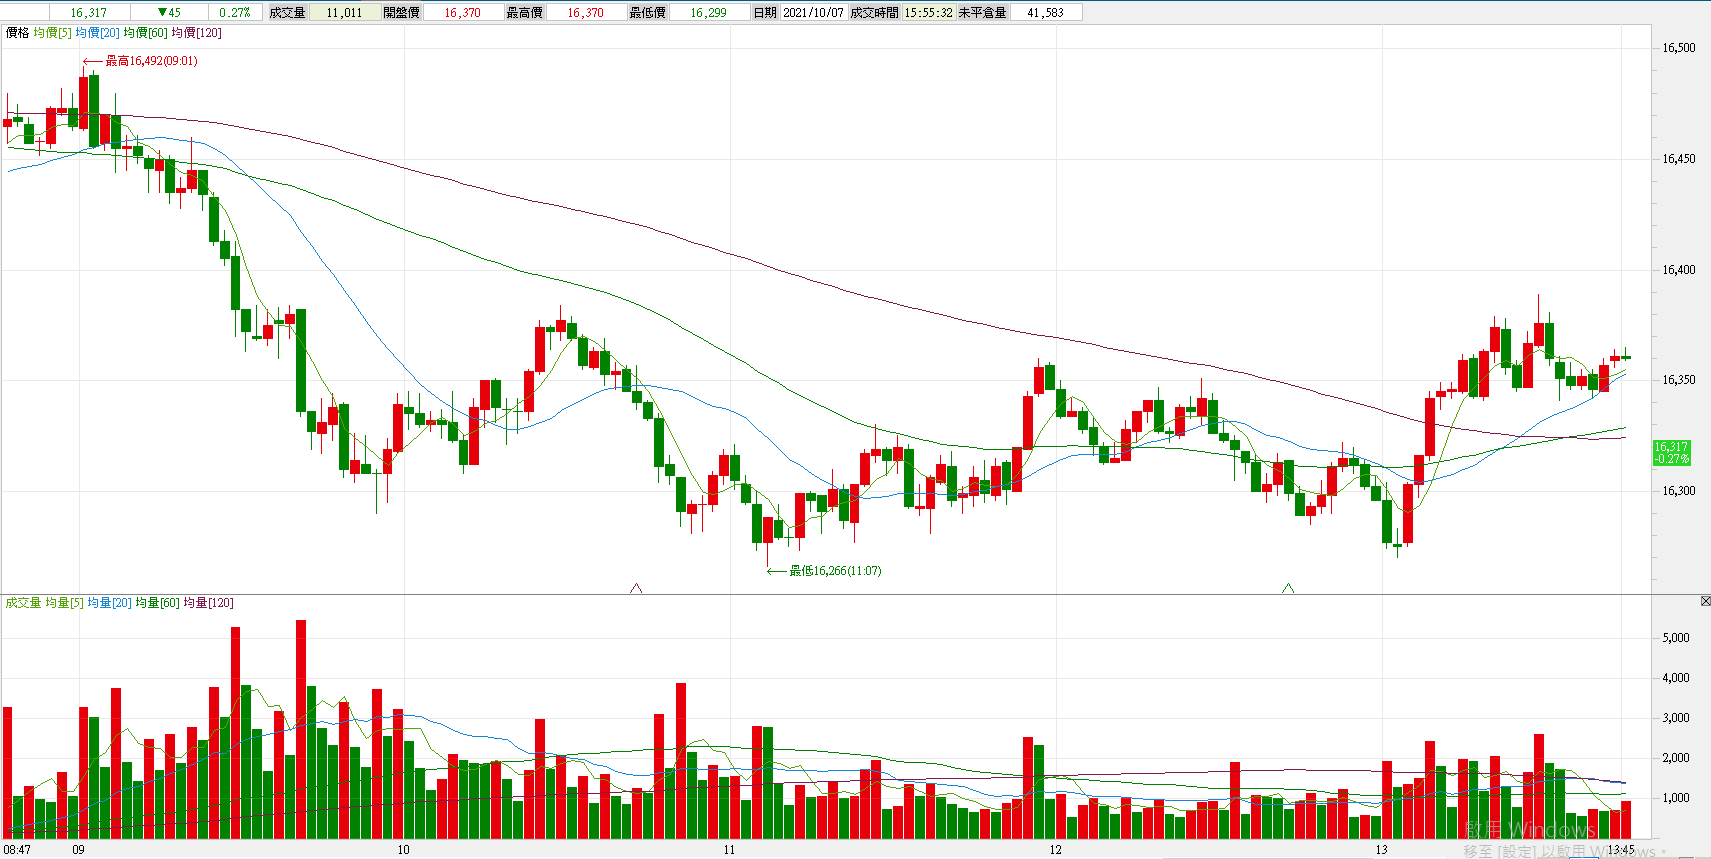 16,317 ▼45 0.27% 成交量 11,011 開盤價 16,370 最高價 16,370 最低價 16,299 日期 2021/10/07 成交時間 15:55:32 未平倉量 41,583
價格 均價[5] 均價[20] 均價[60] 均價[120]
16,500
←最高16,492(09:01)
16,450
16,400
16,350
16,317
-0.27%
16,300
←最低16,266(11:07)
成交量 均量[5] 均量[20] 均量[60] 均量[120]
5,000
4,000
3,000
2,000
1,000
啟用 Windows
移至 [設定] 以啟用 Windows。
08:47 09 10 11 12 13 13:45